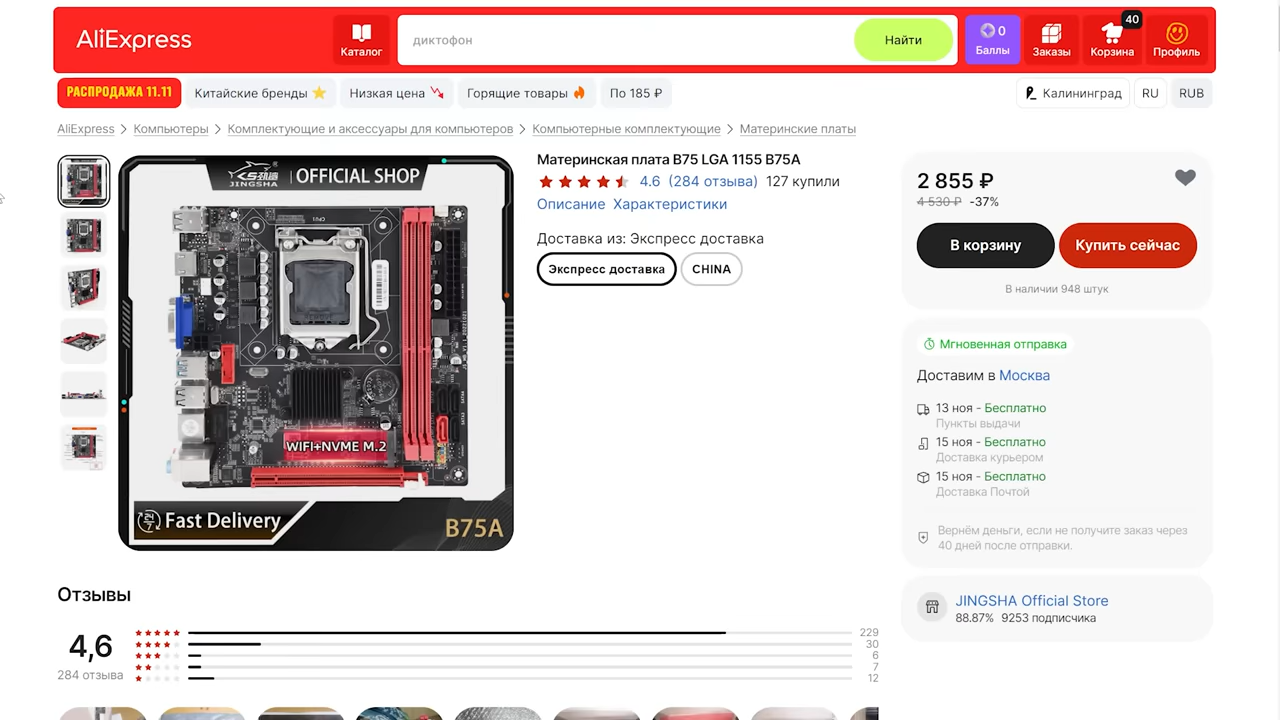 AliExpress
Каталог
диктофон
Найти
0
Баллы
Заказы
40
Корзина
Профиль
РАСПРОДАЖА 11.11
Китайские бренды
Низкая цена
Горящие товары
По 185 ₽
Калининград
RU
RUB
AliExpress > Компьютеры > Комплектующие и аксессуары для компьютеров > Компьютерные комплектующие > Материнские платы
JINGSHA
OFFICIAL SHOP
WIFI+NVME M.2
24/7 Fast Delivery
B75A
Материнская плата B75 LGA 1155 B75A
4.6 (284 отзыва) 127 купили
Описание Характеристики
Доставка из: Экспресс доставка
Экспресс доставка
CHINA
2 855 ₽
4 530 ₽ -37%
В корзину
Купить сейчас
В наличии 948 штук
Мгновенная отправка
Доставим в Москва
13 ноя - Бесплатно
Пункты выдачи
15 ноя - Бесплатно
Доставка курьером
15 ноя - Бесплатно
Доставка Почтой
Вернём деньги, если не получите заказ через
40 дней после отправки.
JINGSHA Official Store
88.87% 9253 подписчика
Отзывы
4,6
284 отзыва
229
30
6
7
12